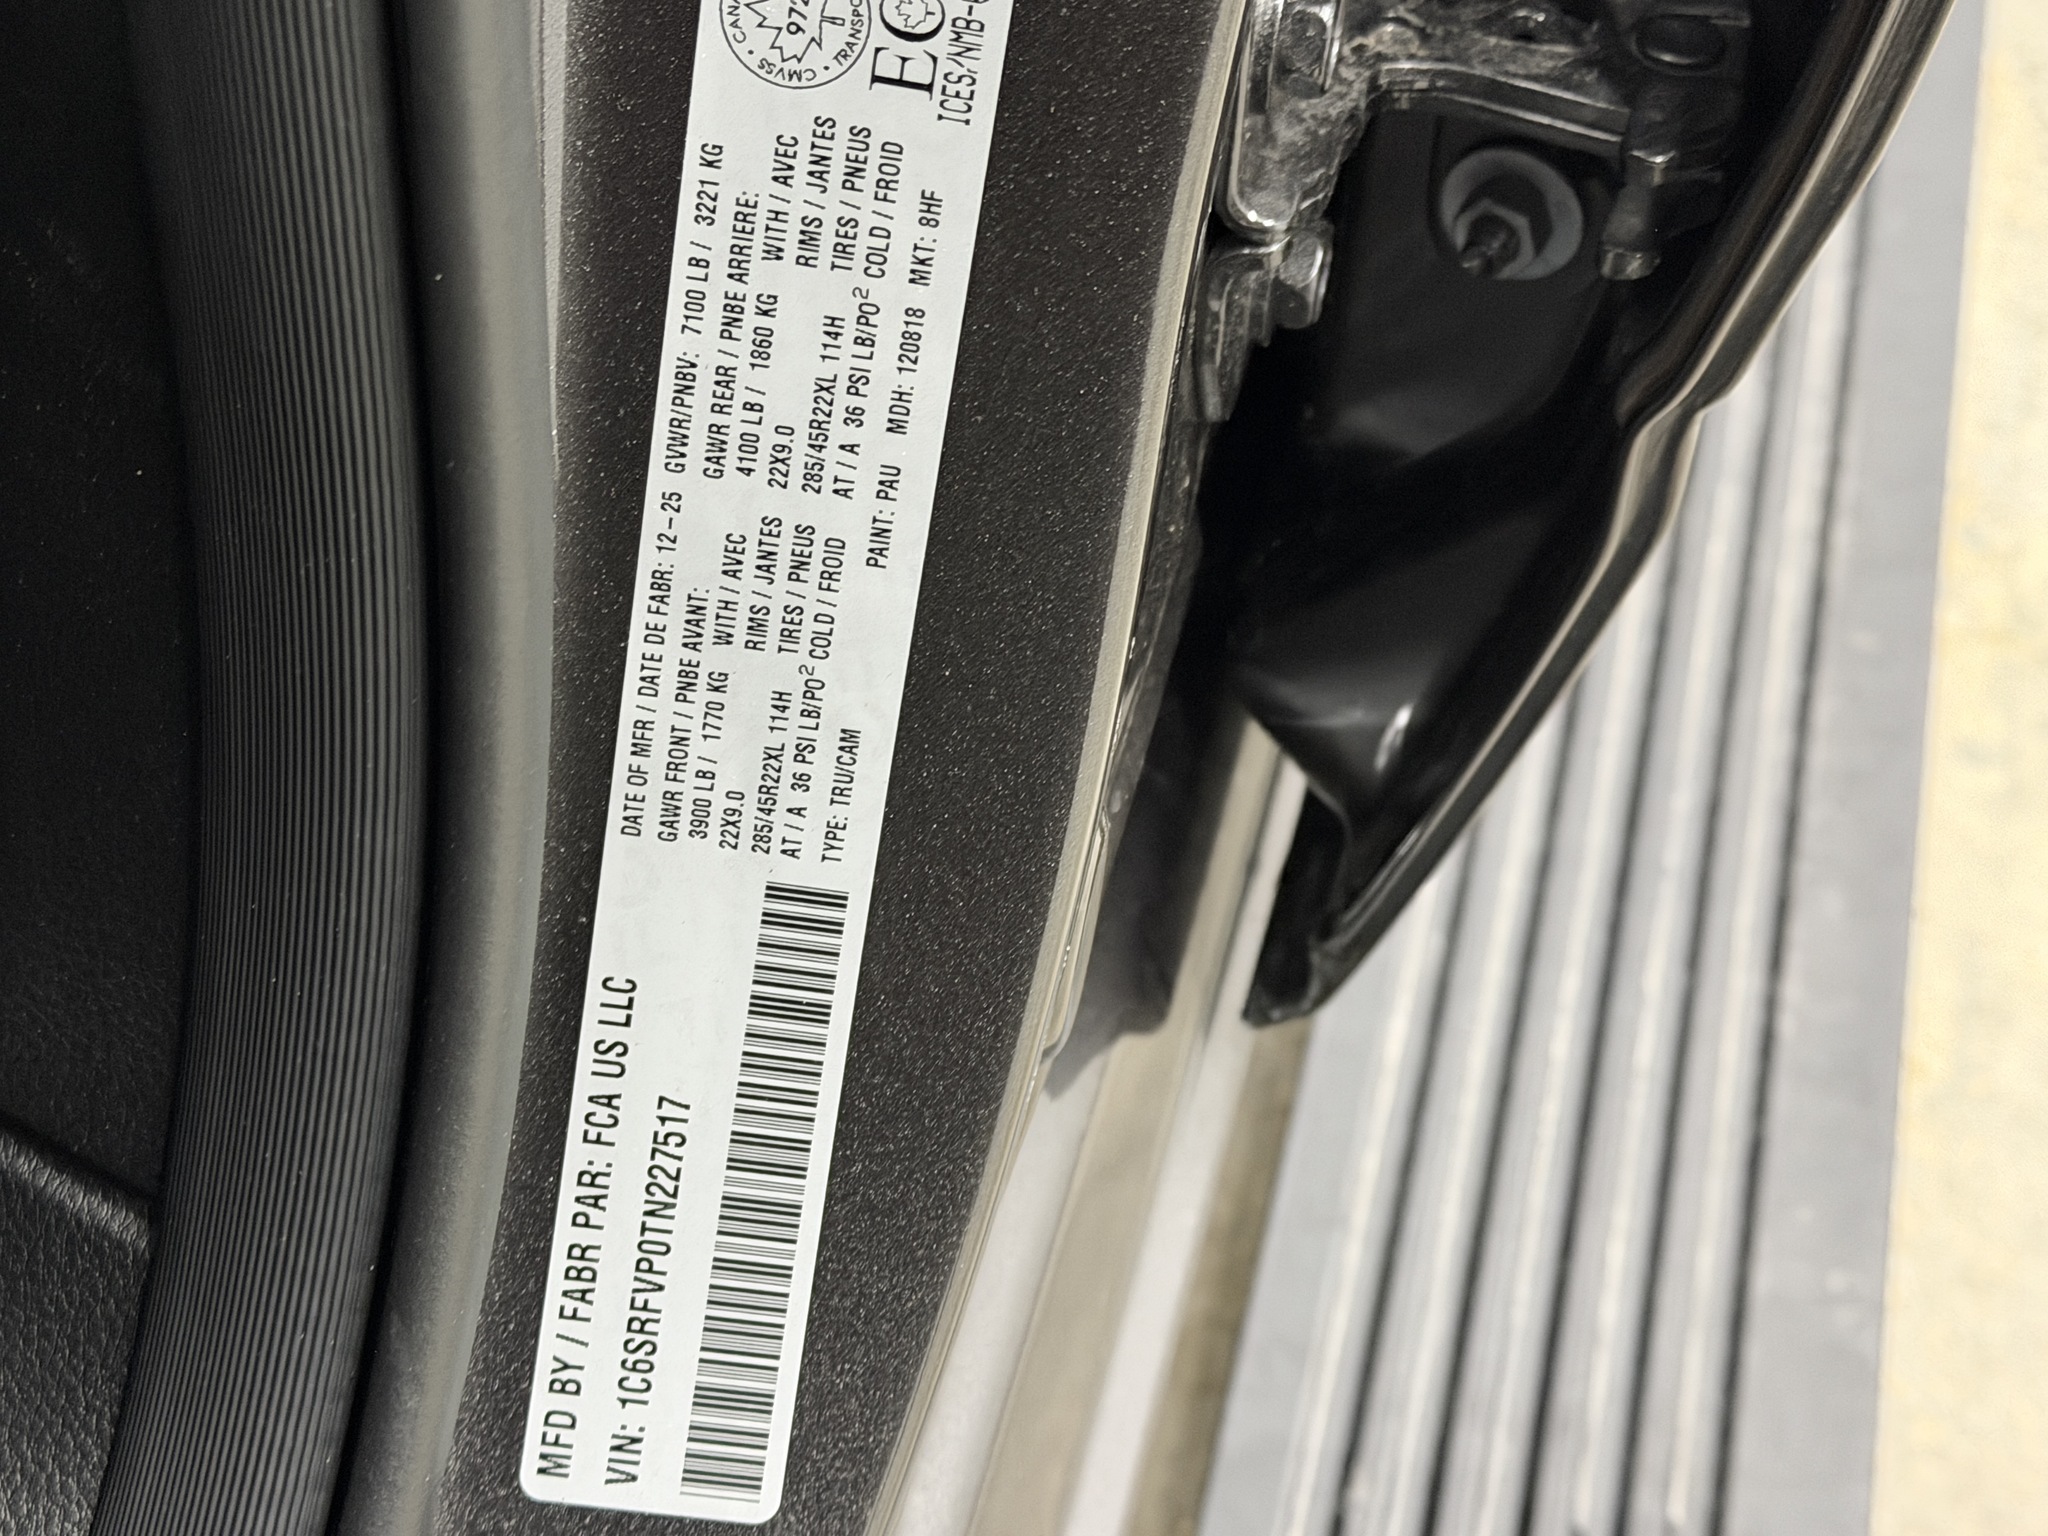 MFD BY / FABR PAR: FCA US LLC
VIN: 1C6SRFVP0TN227517
DATE OF MFR / DATE DE FABR: 12-25 GVWR/PNBV: 7100 LB / 3221 KG
GAWR FRONT / PNBE AVANT:
3900 LB / 1770 KG WITH / AVEC
22X9.0 RIMS / JANTES
285/45R22XL 114H TIRES / PNEUS
AT / A 36 PSI LB/PO² COLD / FROID
TYPE: TRU/CAM
GAWR REAR / PNBE ARRIERE:
4100 LB / 1860 KG WITH / AVEC
22X9.0 RIMS / JANTES
285/45R22XL 114H TIRES / PNEUS
AT / A 36 PSI LB/PO² COLD / FROID
PAINT: PAU MDH: 120818 MKT: 8HF
CMVSS
972